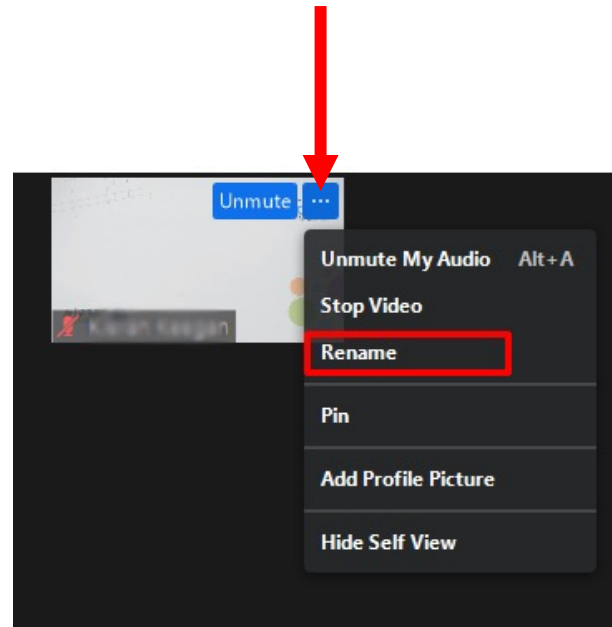 Unmute ...
Unmute My Audio Alt+A
Stop Video
Rename
Pin
Add Profile Picture
Hide Self View